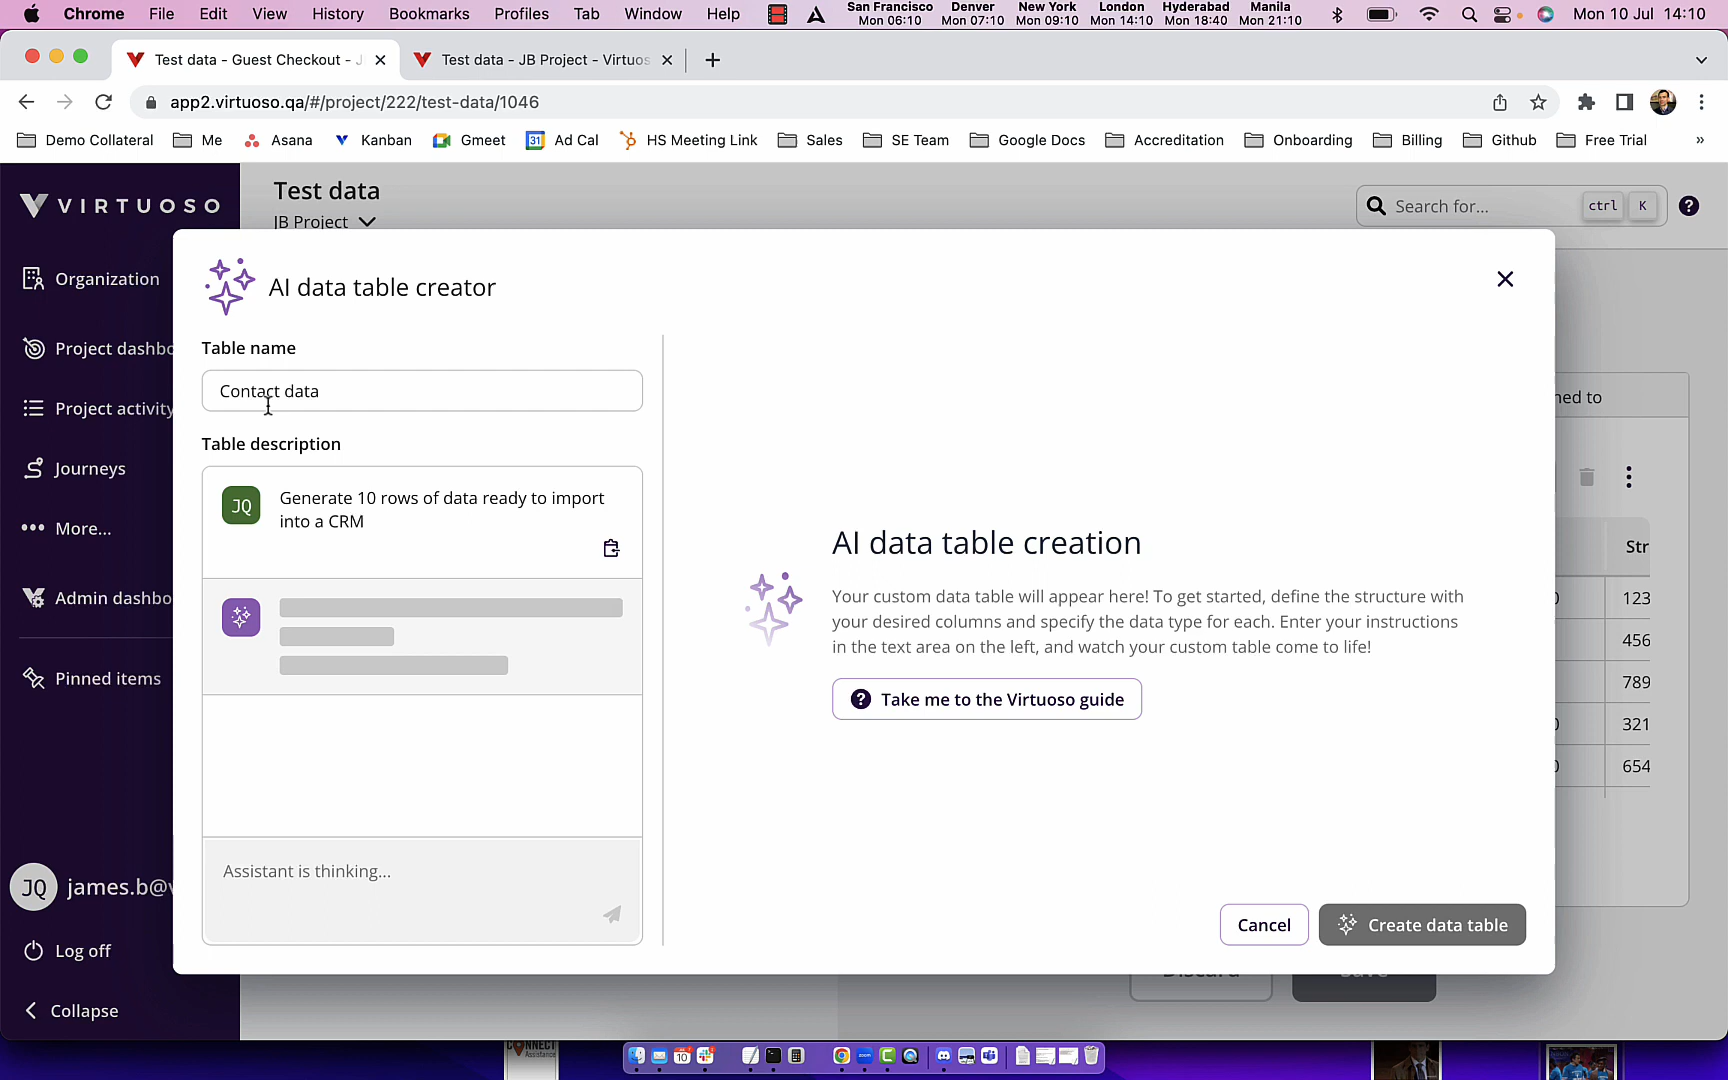 Chrome File Edit View History Bookmarks Profiles Tab Window Help
San Francisco Denver New York London Hyderabad Manila
Mon 06:10 Mon 07:10 Mon 09:10 Mon 14:10 Mon 18:40 Mon 21:10
Mon 10 Jul 14:10
Test data - Guest Checkout - J
Test data - JB Project - Virtuos
app2.virtuoso.qa/#/project/222/test-data/1046
Demo Collateral Me Asana Kanban Gmeet Ad Cal HS Meeting Link Sales SE Team Google Docs Accreditation Onboarding Billing Github Free Trial »
VIRTUOSO
Test data
JB Project
Search for... ctrl K
Organization
Project dashbo
Project activity
Journeys
More...
Admin dashbo
Pinned items
JQ james.b@
Log off
Collapse
AI data table creator
Table name
Contact data
Table description
JQ
Generate 10 rows of data ready to import
into a CRM
Assistant is thinking...
AI data table creation
Your custom data table will appear here! To get started, define the structure with
your desired columns and specify the data type for each. Enter your instructions
in the text area on the left, and watch your custom table come to life!
Take me to the Virtuoso guide
Cancel
Create data table
ned to
Str
123
456
789
321
654
Discard
Save
CONNECT
Assistance